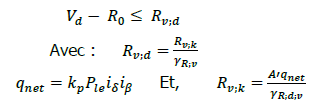 V_d − R_0 ≤ R_{v;d}
Avec : R_{v;d} = R_{v;k} / γ_{R;v}
q_{net} = k_p P_{le} i_δ i_β Et, R_{v;k} = A′q_{net} / γ_{R;d;v}